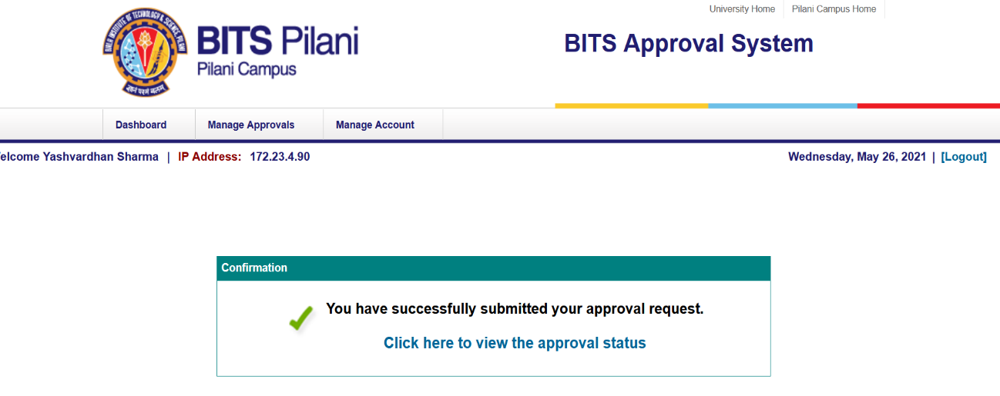 University Home
Pilani Campus Home
BIRLA INSTITUTE OF TECHNOLOGY & SCIENCE, PILANI
BITS Pilani
Pilani Campus
ज्ञानं परमं बलम्
BITS Approval System
Dashboard
Manage Approvals
Manage Account
elcome Yashvardhan Sharma | IP Address: 172.23.4.90
Wednesday, May 26, 2021 | [Logout]
Confirmation
You have successfully submitted your approval request.
Click here to view the approval status